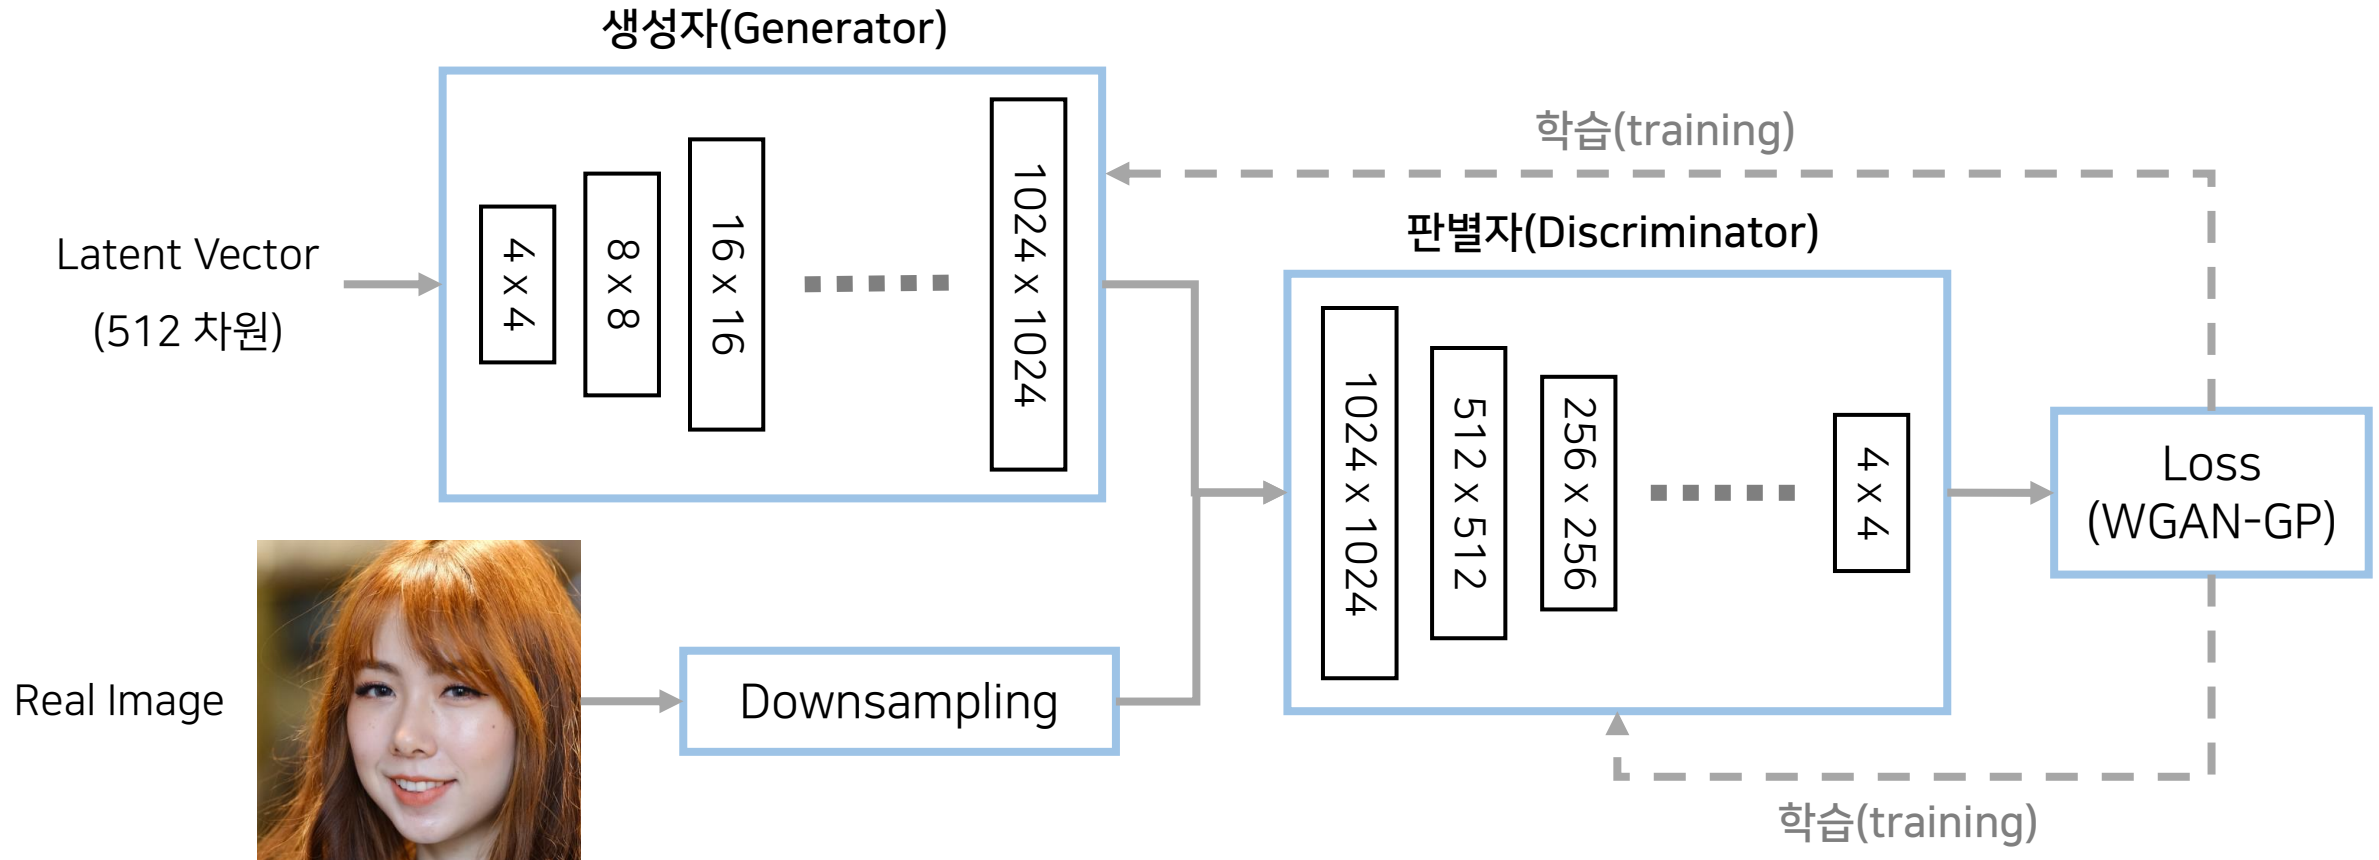 생성자(Generator)
Latent Vector
(512 차원)
4 x 4
8 x 8
16 x 16
1024 x 1024
학습(training)
판별자(Discriminator)
1024 x 1024
512 x 512
256 x 256
4 x 4
Loss
(WGAN-GP)
Real Image
Downsampling
학습(training)